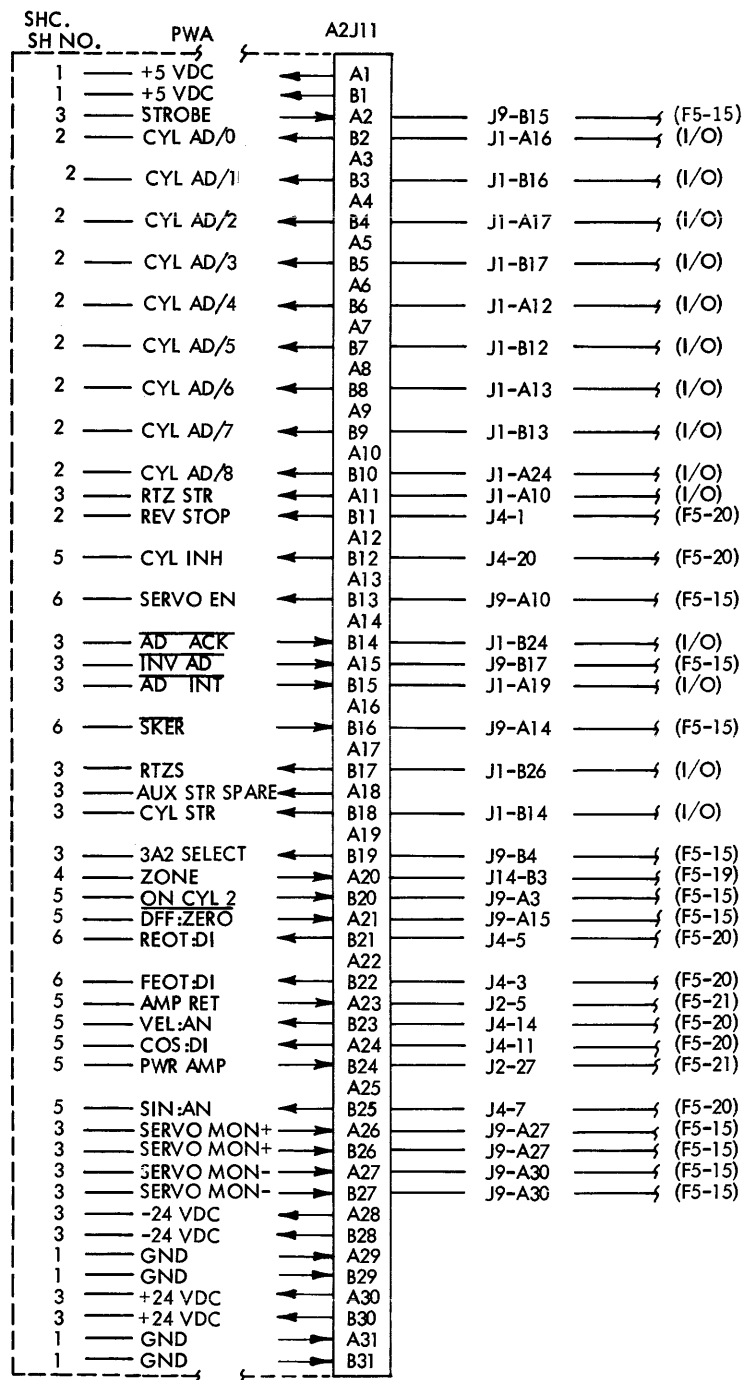 SHC.
SH NO. PWA A2J11
1 +5 VDC A1
1 +5 VDC B1
3 STROBE A2 J9-B15 (F5-15)
2 CYL AD/0 B2 J1-A16 (I/O)
A3
2 CYL AD/1 B3 J1-B16 (I/O)
A4
2 CYL AD/2 B4 J1-A17 (I/O)
A5
2 CYL AD/3 B5 J1-B17 (I/O)
A6
2 CYL AD/4 B6 J1-A12 (I/O)
A7
2 CYL AD/5 B7 J1-B12 (I/O)
A8
2 CYL AD/6 B8 J1-A13 (I/O)
A9
2 CYL AD/7 B9 J1-B13 (I/O)
A10
2 CYL AD/8 B10 J1-A24 (I/O)
3 RTZ STR A11 J1-A10 (I/O)
2 REV STOP B11 J4-1 (F5-20)
A12
5 CYL INH B12 J4-20 (F5-20)
A13
6 SERVO EN B13 J9-A10 (F5-15)
A14
3 AD ACK B14 J1-B24 (I/O)
3 INV AD A15 J9-B17 (F5-15)
3 AD INT B15 J1-A19 (I/O)
A16
6 SKER B16 J9-A14 (F5-15)
A17
3 RTZS B17 J1-B26 (I/O)
3 AUX STR SPARE A18
3 CYL STR B18 J1-B14 (I/O)
A19
3 3A2 SELECT B19 J9-B4 (F5-15)
4 ZONE A20 J14-B3 (F5-19)
5 ON CYL 2 B20 J9-A3 (F5-15)
5 DFF:ZERO A21 J9-A15 (F5-15)
6 REOT:DI B21 J4-5 (F5-20)
A22
6 FEOT:DI B22 J4-3 (F5-20)
5 AMP RET A23 J2-5 (F5-21)
5 VEL:AN B23 J4-14 (F5-20)
5 COS:DI A24 J4-11 (F5-20)
5 PWR AMP B24 J2-27 (F5-21)
A25
5 SIN:AN B25 J4-7 (F5-20)
3 SERVO MON+ A26 J9-A27 (F5-15)
3 SERVO MON+ B26 J9-A27 (F5-15)
3 SERVO MON- A27 J9-A30 (F5-15)
3 SERVO MON- B27 J9-A30 (F5-15)
3 -24 VDC A28
3 -24 VDC B28
1 GND A29
1 GND B29
3 +24 VDC A30
3 +24 VDC B30
1 GND A31
1 GND B31